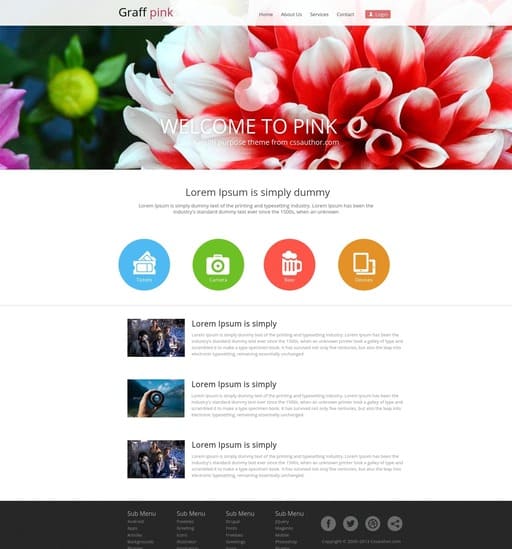 Graff pink
Home About Us Services Contact Login
WELCOME TO PINK
purpose theme from cssauthor.com
Lorem Ipsum is simply dummy
Lorem Ipsum is simply dummy text of the printing and typesetting industry. Lorem Ipsum has been the
industry's standard dummy text ever since the 1500s, when an unknown
Tickets Camera Beer Devices
Lorem Ipsum is simply
Lorem Ipsum is simply dummy text of the printing and typesetting industry. Lorem Ipsum has been the
industry's standard dummy text ever since the 1500s, when an unknown printer took a galley of type and
scrambled it to make a type specimen book. It has survived not only five centuries, but also the leap into
electronic typesetting, remaining essentially unchanged
Lorem Ipsum is simply
Lorem Ipsum is simply dummy text of the printing and typesetting industry. Lorem Ipsum has been the
industry's standard dummy text ever since the 1500s, when an unknown printer took a galley of type and
scrambled it to make a type specimen book. It has survived not only five centuries, but also the leap into
electronic typesetting, remaining essentially unchanged
Lorem Ipsum is simply
Lorem Ipsum is simply dummy text of the printing and typesetting industry. Lorem Ipsum has been the
industry's standard dummy text ever since the 1500s, when an unknown printer took a galley of type and
scrambled it to make a type specimen book. It has survived not only five centuries, but also the leap into
electronic typesetting, remaining essentially unchanged
Sub Menu Sub Menu Sub Menu Sub Menu
Android Freebies Drupal JQuery
Apps Greeting Fonts Magento
Articles Icons Freebies Mobile
Backgrounds Illustrator Greetings Photoshop
Copyright © 2000-2013 Cssauthor.com